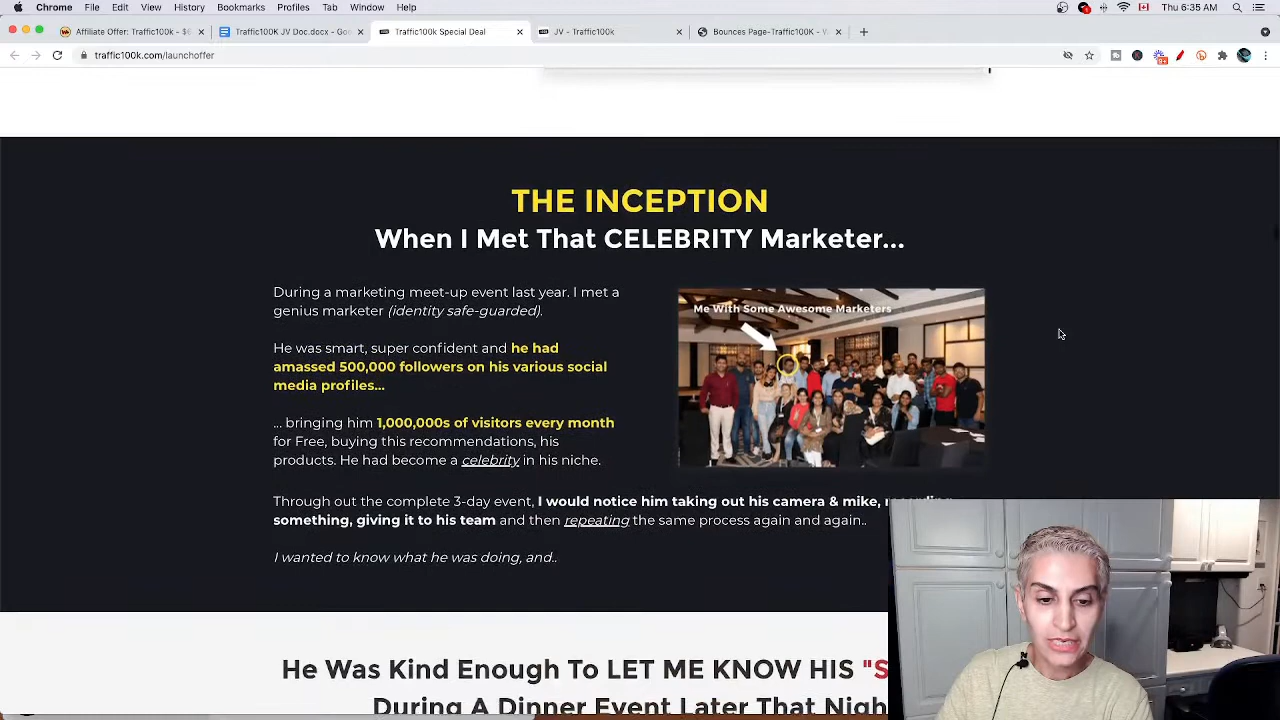 Chrome File Edit View History Bookmarks Profiles Tab Window Help Thu 6:35 AM
Affiliate Offer: Traffic100k - $6 Traffic100K JV Doc.docx - Goo Traffic100k Special Deal JV - Traffic100k Bounces Page-Traffic100K - W
traffic100k.com/launchoffer
THE INCEPTION
When I Met That CELEBRITY Marketer...
During a marketing meet-up event last year. I met a
genius marketer (identity safe-guarded).
He was smart, super confident and he had
amassed 500,000 followers on his various social
media profiles...
... bringing him 1,000,000s of visitors every month
for Free, buying this recommendations, his
products. He had become a celebrity in his niche.
Me With Some Awesome Marketers
Through out the complete 3-day event, I would notice him taking out his camera & mike, recording
something, giving it to his team and then repeating the same process again and again..
I wanted to know what he was doing, and..
He Was Kind Enough To LET ME KNOW HIS "S
During A Dinner Event Later That Nigh